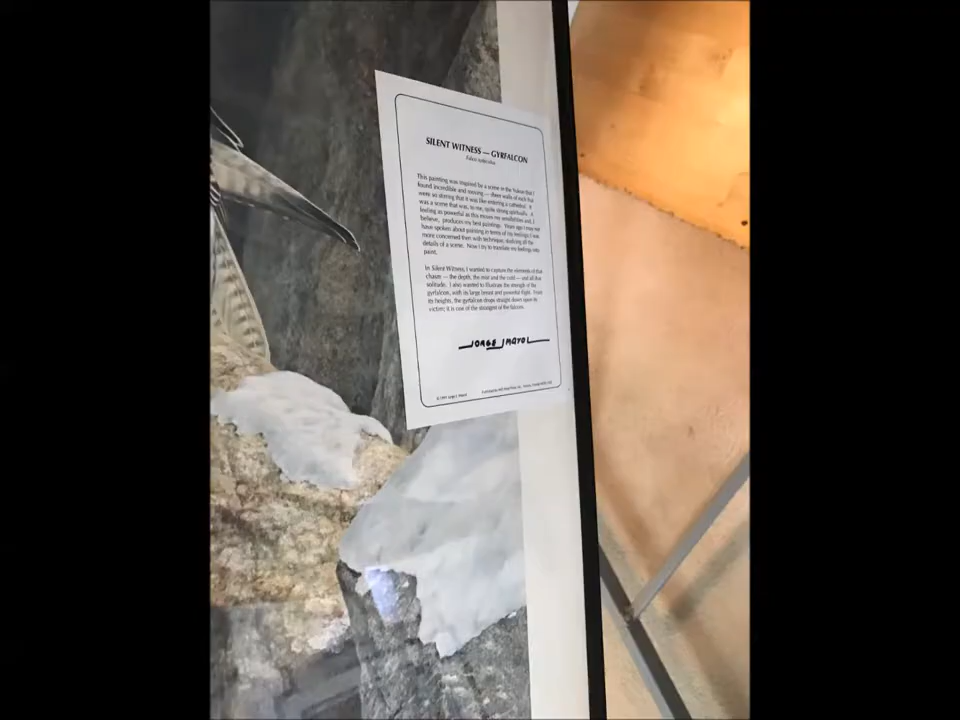 SILENT WITNESS — GYRFALCON
Falco rusticolus
This painting was inspired by a scene in the Yukon that I
found incredible and moving — sheer walls of rock that
were so stirring that it was like entering a cathedral. It
was a scene that was, to me, quite strong spiritually. A
feeling as powerful as this moves my sensibilities and, I
believe, produces my best paintings. Years ago I may not
have spoken about painting in terms of my feelings; I was
more concerned then with technique, studying all the
details of a scene. Now I try to translate my feelings into
paint.
In Silent Witness, I wanted to capture the elements of that
chasm — the depth, the mist and the cold — and all that
solitude. I also wanted to illustrate the strength of the
gyrfalcon, with its large breast and powerful flight. From
its heights, the gyrfalcon drops straight down upon its
victim; it is one of the strongest of the falcons.
JORGE J MAYOL